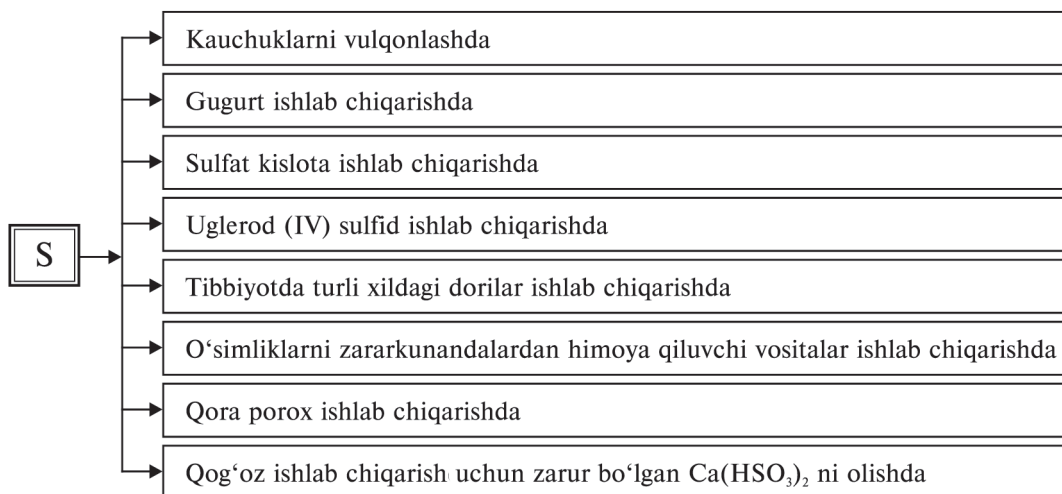 Kauchuklarni vulqonlashda
Gugurt ishlab chiqarishda
Sulfat kislota ishlab chiqarishda
Uglerod (IV) sulfid ishlab chiqarishda
S
Tibbiyotda turli xildagi dorilar ishlab chiqarishda
O‘simliklarni zararkunandalardan himoya qiluvchi vositalar ishlab chiqarishda
Qora porox ishlab chiqarishda
Qog‘oz ishlab chiqarish uchun zarur bo‘lgan Ca(HSO₃)₂ ni olishda